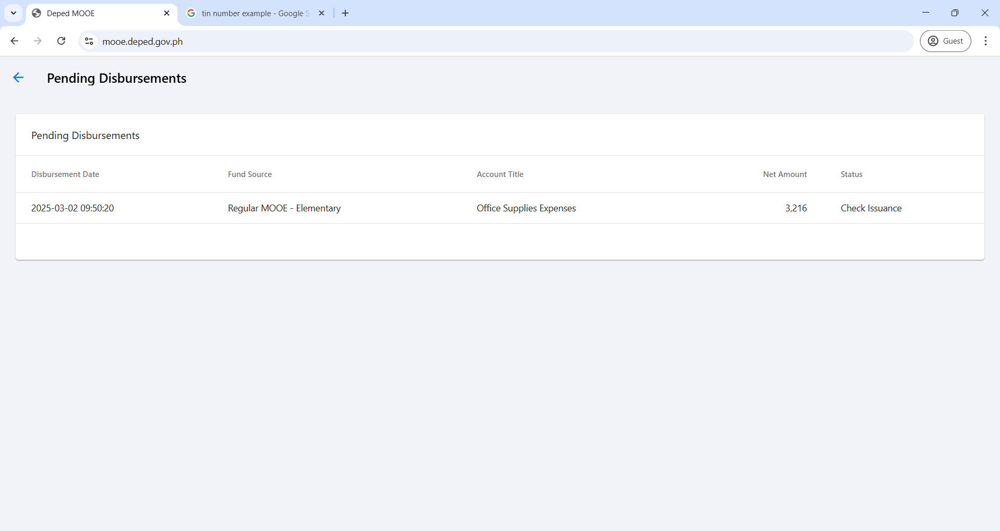 Deped MOOE
tin number example - Google S
mooe.deped.gov.ph
Guest
Pending Disbursements
Pending Disbursements
Disbursement Date Fund Source Account Title Net Amount Status
2025-03-02 09:50:20 Regular MOOE - Elementary Office Supplies Expenses 3,216 Check Issuance